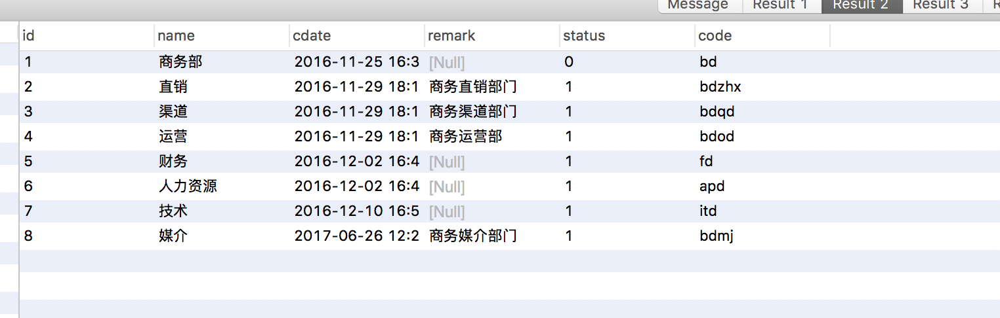 Message Result 1 Result 2 Result 3
id name cdate remark status code
1 商务部 2016-11-25 16:3 [Null] 0 bd
2 直销 2016-11-29 18:1 商务直销部门 1 bdzhx
3 渠道 2016-11-29 18:1 商务渠道部门 1 bdqd
4 运营 2016-11-29 18:1 商务运营部 1 bdod
5 财务 2016-12-02 16:4 [Null] 1 fd
6 人力资源 2016-12-02 16:4 [Null] 1 apd
7 技术 2016-12-10 16:5 [Null] 1 itd
8 媒介 2017-06-26 12:2 商务媒介部门 1 bdmj